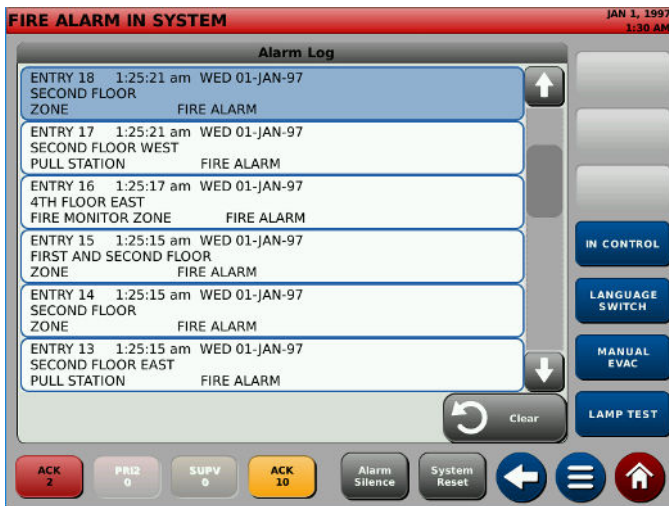 FIRE ALARM IN SYSTEM
JAN 1, 1997
1:30 AM
Alarm Log
ENTRY 18 1:25:21 am WED 01-JAN-97
SECOND FLOOR
ZONE FIRE ALARM
ENTRY 17 1:25:21 am WED 01-JAN-97
SECOND FLOOR WEST
PULL STATION FIRE ALARM
ENTRY 16 1:25:17 am WED 01-JAN-97
4TH FLOOR EAST
FIRE MONITOR ZONE FIRE ALARM
ENTRY 15 1:25:15 am WED 01-JAN-97
FIRST AND SECOND FLOOR
ZONE FIRE ALARM
ENTRY 14 1:25:15 am WED 01-JAN-97
SECOND FLOOR
ZONE FIRE ALARM
ENTRY 13 1:25:15 am WED 01-JAN-97
SECOND FLOOR EAST
PULL STATION FIRE ALARM
Clear
IN CONTROL
LANGUAGE
SWITCH
MANUAL
EVAC
LAMP TEST
ACK
2
PRI2
0
SUPV
0
ACK
10
Alarm
Silence
System
Reset